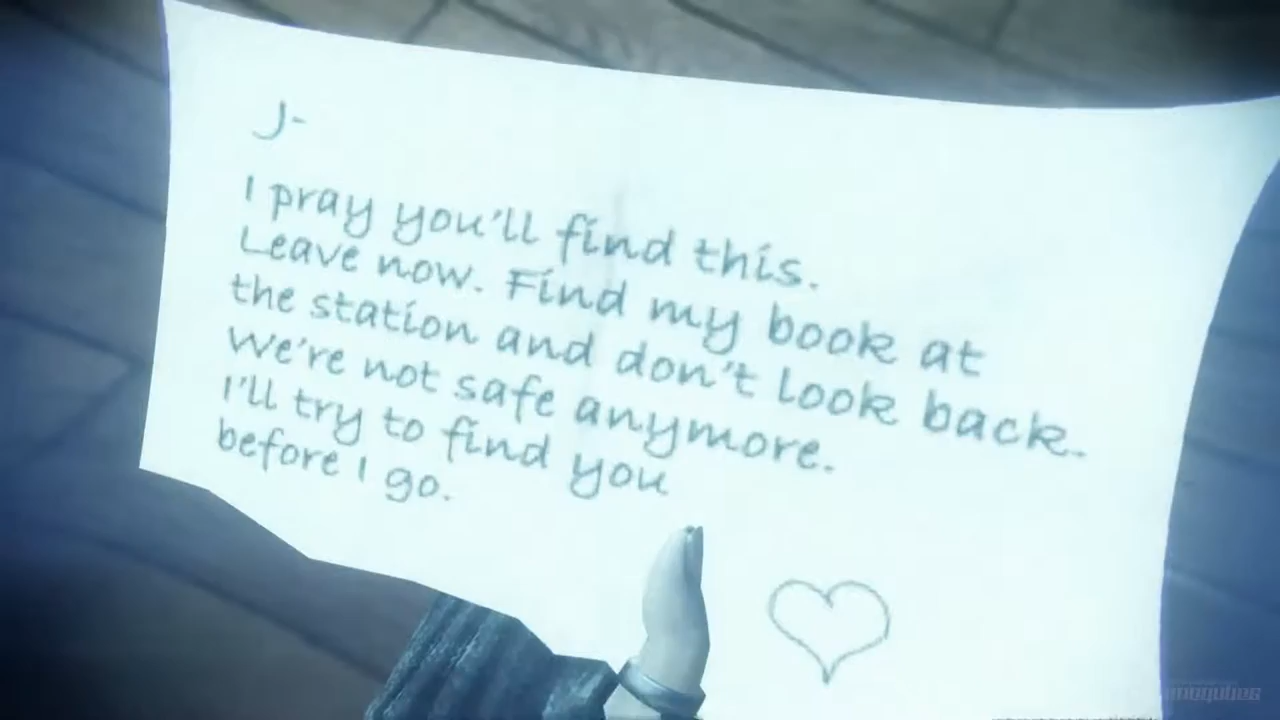 J-
I pray you'll find this.
Leave now. Find my book at
the station and don't look back.
We're not safe anymore.
I'll try to find you
before I go.